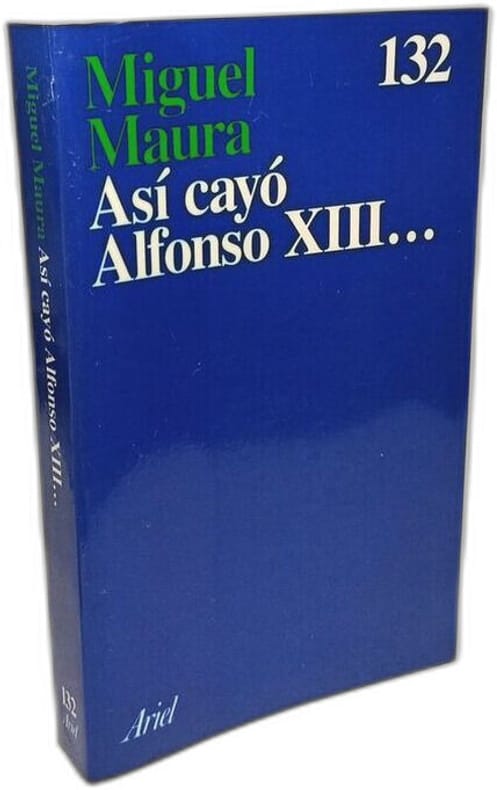 132
Miguel
Maura
Así cayó
Alfonso XIII...
Ariel
Miguel Maura Así cayó Alfonso XIII...
132
Ariel